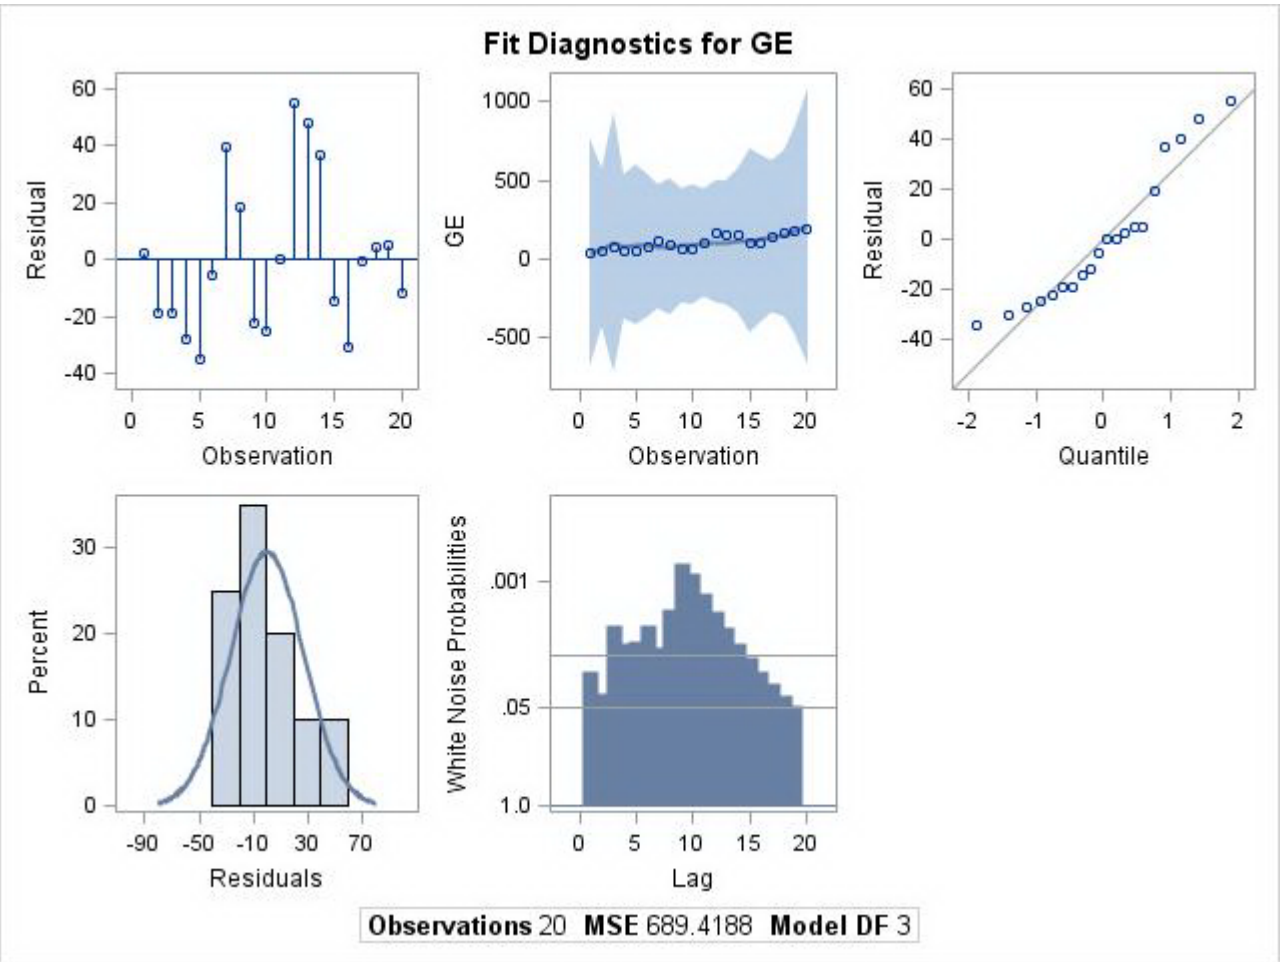 Fit Diagnostics for GE
Residual
60
40
20
0
-20
-40
0 5 10 15 20
Observation
GE
1000
500
0
-500
0 5 10 15 20
Observation
Residual
60
40
20
0
-20
-40
-2 -1 0 1 2
Quantile
Percent
30
20
10
0
-90 -50 -10 30 70
Residuals
White Noise Probabilities
.001
.05
1.0
0 5 10 15 20
Lag
Observations 20 MSE 689.4188 Model DF 3